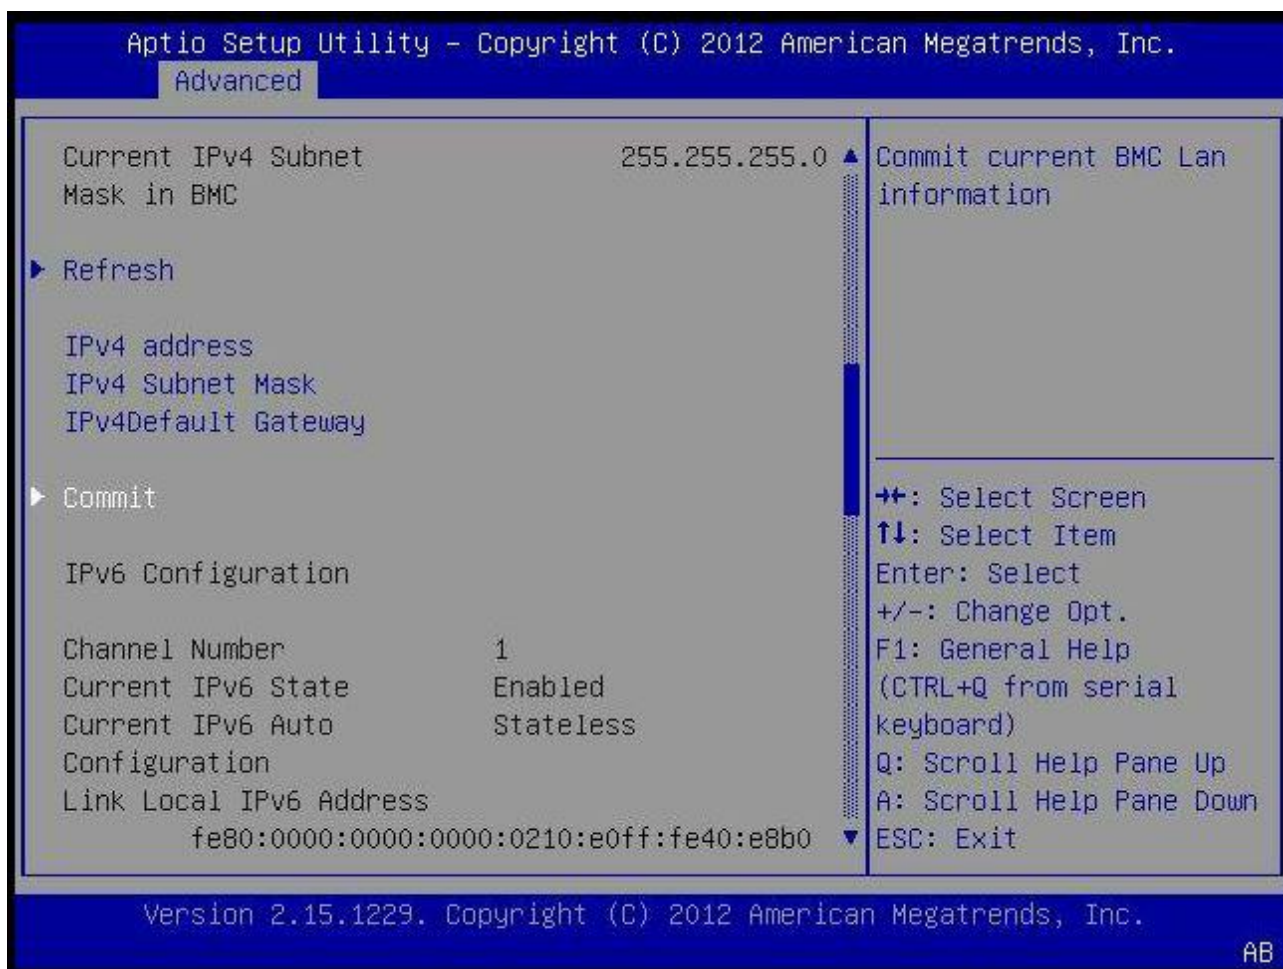 Aptio Setup Utility – Copyright (C) 2012 American Megatrends, Inc.
Advanced
Current IPv4 Subnet 255.255.255.0
Mask in BMC
Refresh
IPv4 address
IPv4 Subnet Mask
IPv4Default Gateway
Commit
IPv6 Configuration
Channel Number 1
Current IPv6 State Enabled
Current IPv6 Auto Stateless
Configuration
Link Local IPv6 Address
fe80:0000:0000:0000:0210:e0ff:fe40:e8b0
Commit current BMC Lan
information
→←: Select Screen
↑↓: Select Item
Enter: Select
+/-: Change Opt.
F1: General Help
(CTRL+Q from serial
keyboard)
Q: Scroll Help Pane Up
A: Scroll Help Pane Down
ESC: Exit
Version 2.15.1229. Copyright (C) 2012 American Megatrends, Inc.
AB